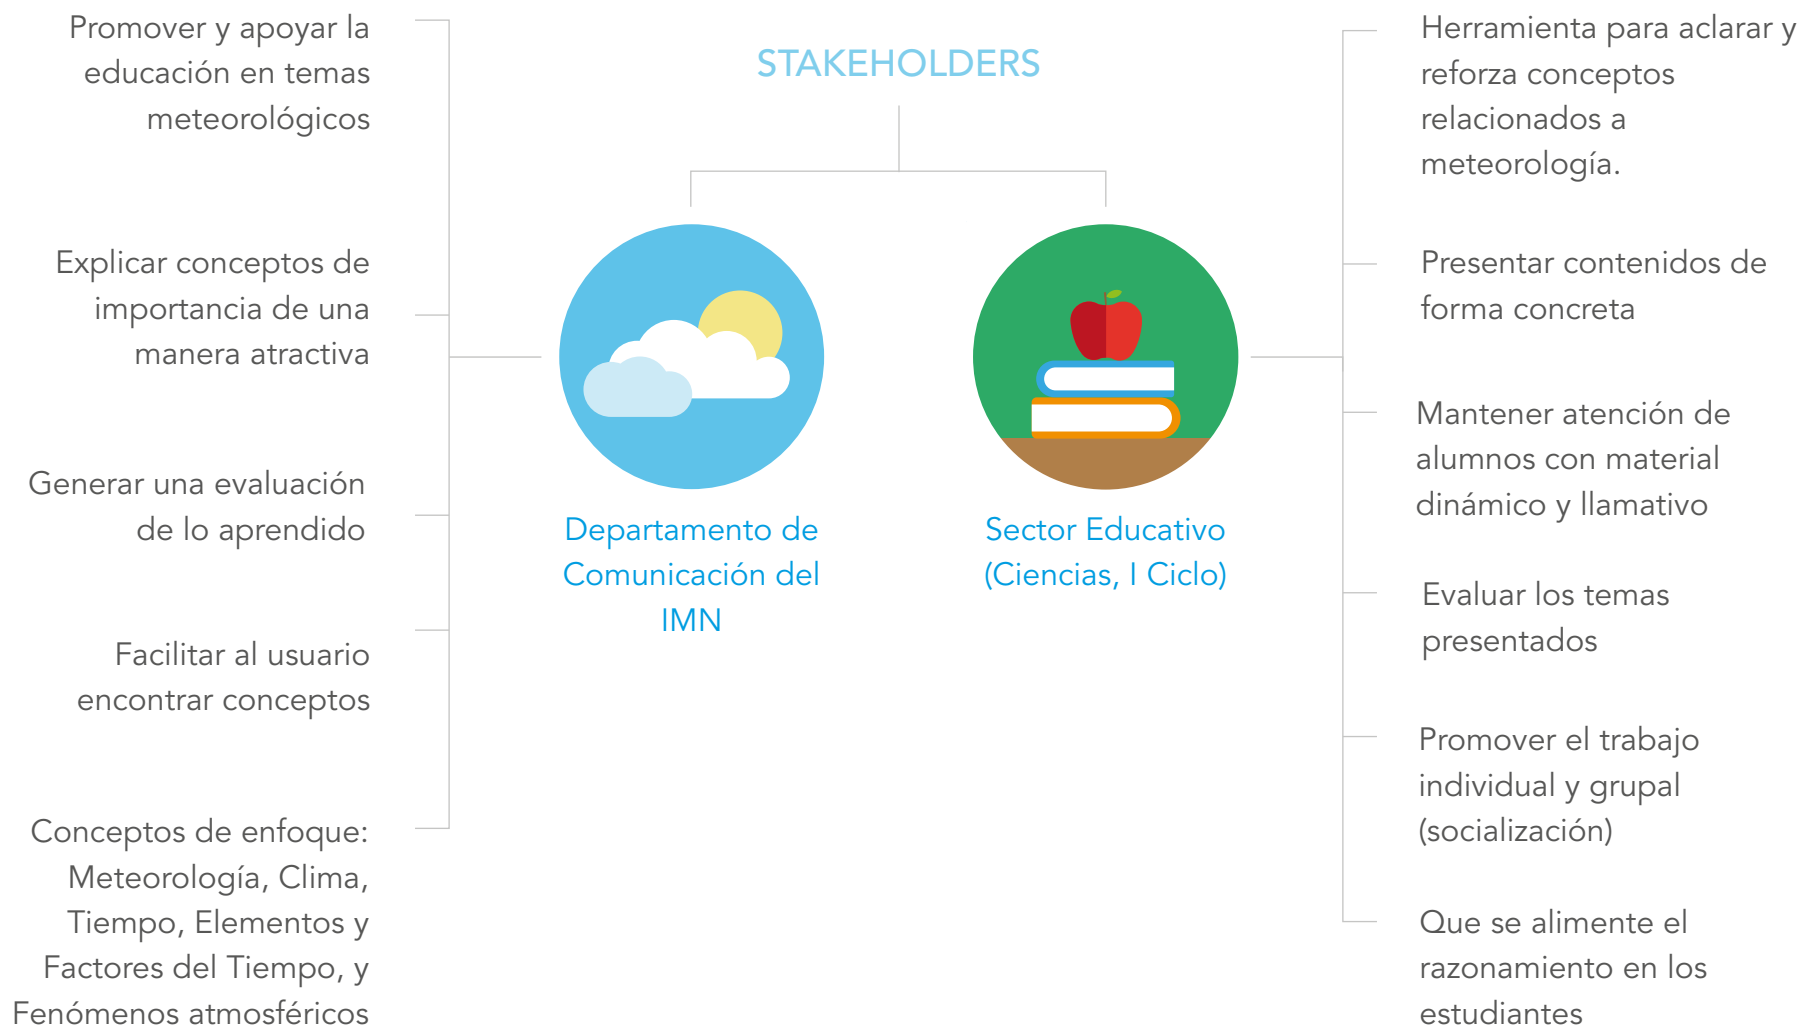 STAKEHOLDERS
Promover y apoyar la
educación en temas
meteorológicos
Explicar conceptos de
importancia de una
manera atractiva
Generar una evaluación
de lo aprendido
Facilitar al usuario
encontrar conceptos
Conceptos de enfoque:
Meteorología, Clima,
Tiempo, Elementos y
Factores del Tiempo, y
Fenómenos atmosféricos
Departamento de
Comunicación del
IMN
Sector Educativo
(Ciencias, I Ciclo)
Herramienta para aclarar y
reforza conceptos
relacionados a
meteorología.
Presentar contenidos de
forma concreta
Mantener atención de
alumnos con material
dinámico y llamativo
Evaluar los temas
presentados
Promover el trabajo
individual y grupal
(socialización)
Que se alimente el
razonamiento en los
estudiantes